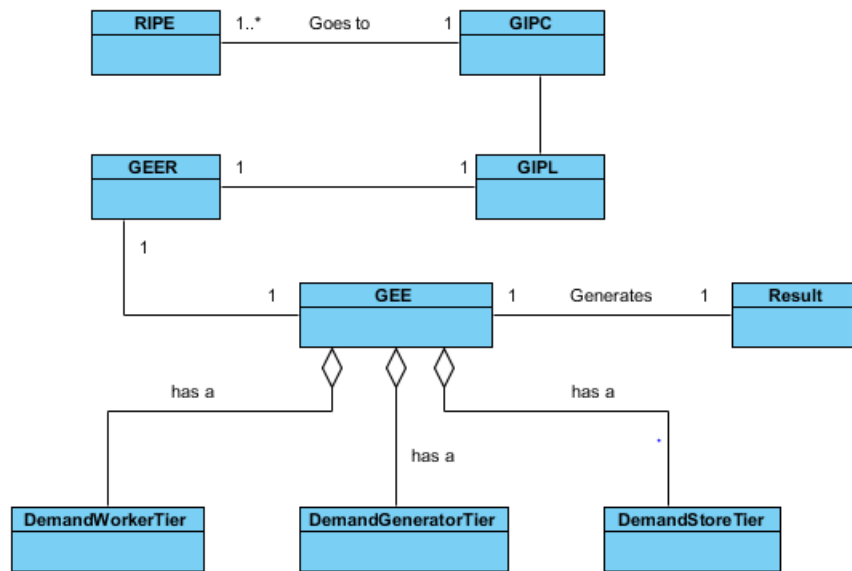 RIPE 1..* Goes to 1 GIPC
GEER 1 1 GIPL
1
1 GEE 1 Generates 1 Result
has a has a
has a
DemandWorkerTier DemandGeneratorTier DemandStoreTier